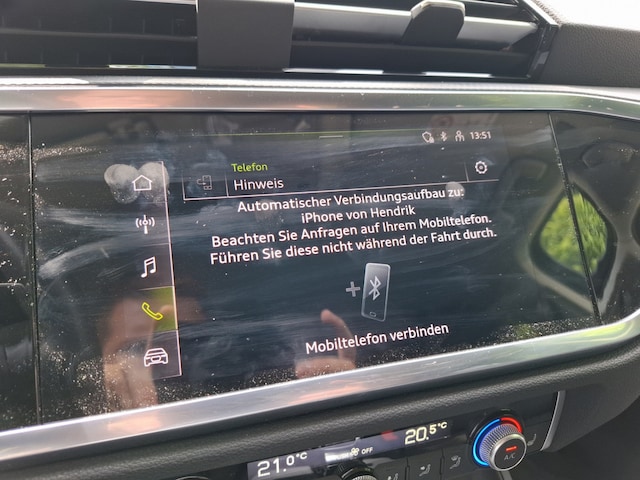 13:51
Telefon
Hinweis
Automatischer Verbindungsaufbau zu:
iPhone von Hendrik
Beachten Sie Anfragen auf Ihrem Mobiltelefon.
Führen Sie diese nicht während der Fahrt durch.
Mobiltelefon verbinden
21.0°C
OFF
20.5°C
A/C